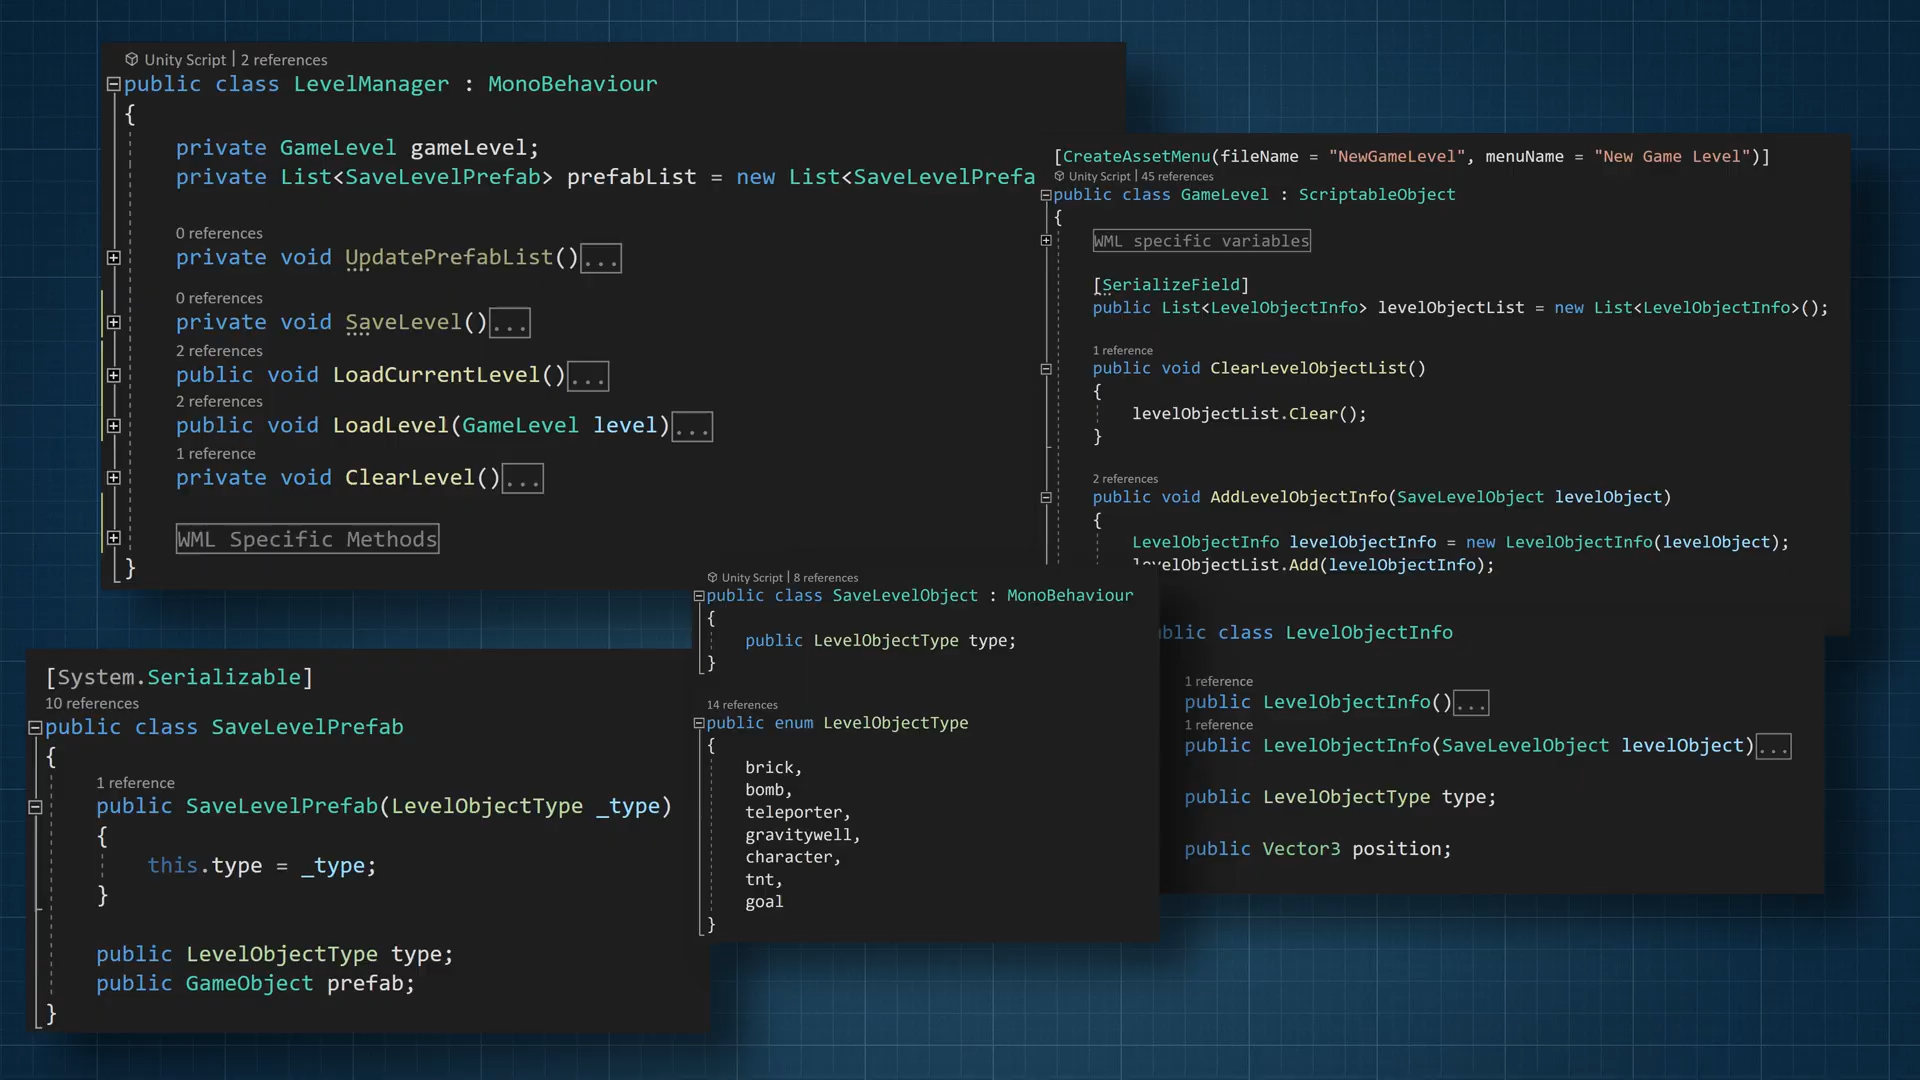 Unity Script | 2 references
public class LevelManager : MonoBehaviour
{
private GameLevel gameLevel;
private List<SaveLevelPrefab> prefabList = new List<SaveLevelPrefa
0 references
private void UpdatePrefabList()...
0 references
private void SaveLevel()...
2 references
public void LoadCurrentLevel()...
2 references
public void LoadLevel(GameLevel level)...
1 reference
private void ClearLevel()...
WML Specific Methods
}
[CreateAssetMenu(fileName = "NewGameLevel", menuName = "New Game Level")]
Unity Script | 45 references
public class GameLevel : ScriptableObject
{
WML specific variables
[SerializeField]
public List<LevelObjectInfo> levelObjectList = new List<LevelObjectInfo>();
1 reference
public void ClearLevelObjectList()
{
levelObjectList.Clear();
}
2 references
public void AddLevelObjectInfo(SaveLevelObject levelObject)
{
LevelObjectInfo levelObjectInfo = new LevelObjectInfo(levelObject);
levelObjectList.Add(levelObjectInfo);
[System.Serializable]
10 references
public class SaveLevelPrefab
{
1 reference
public SaveLevelPrefab(LevelObjectType _type)
{
this.type = _type;
}
public LevelObjectType type;
public GameObject prefab;
}
Unity Script | 8 references
public class SaveLevelObject : MonoBehaviour
{
public LevelObjectType type;
}
14 references
public enum LevelObjectType
{
brick,
bomb,
teleporter,
gravitywell,
character,
tnt,
goal
}
blic class LevelObjectInfo
1 reference
public LevelObjectInfo()...
1 reference
public LevelObjectInfo(SaveLevelObject levelObject)...
public LevelObjectType type;
public Vector3 position;